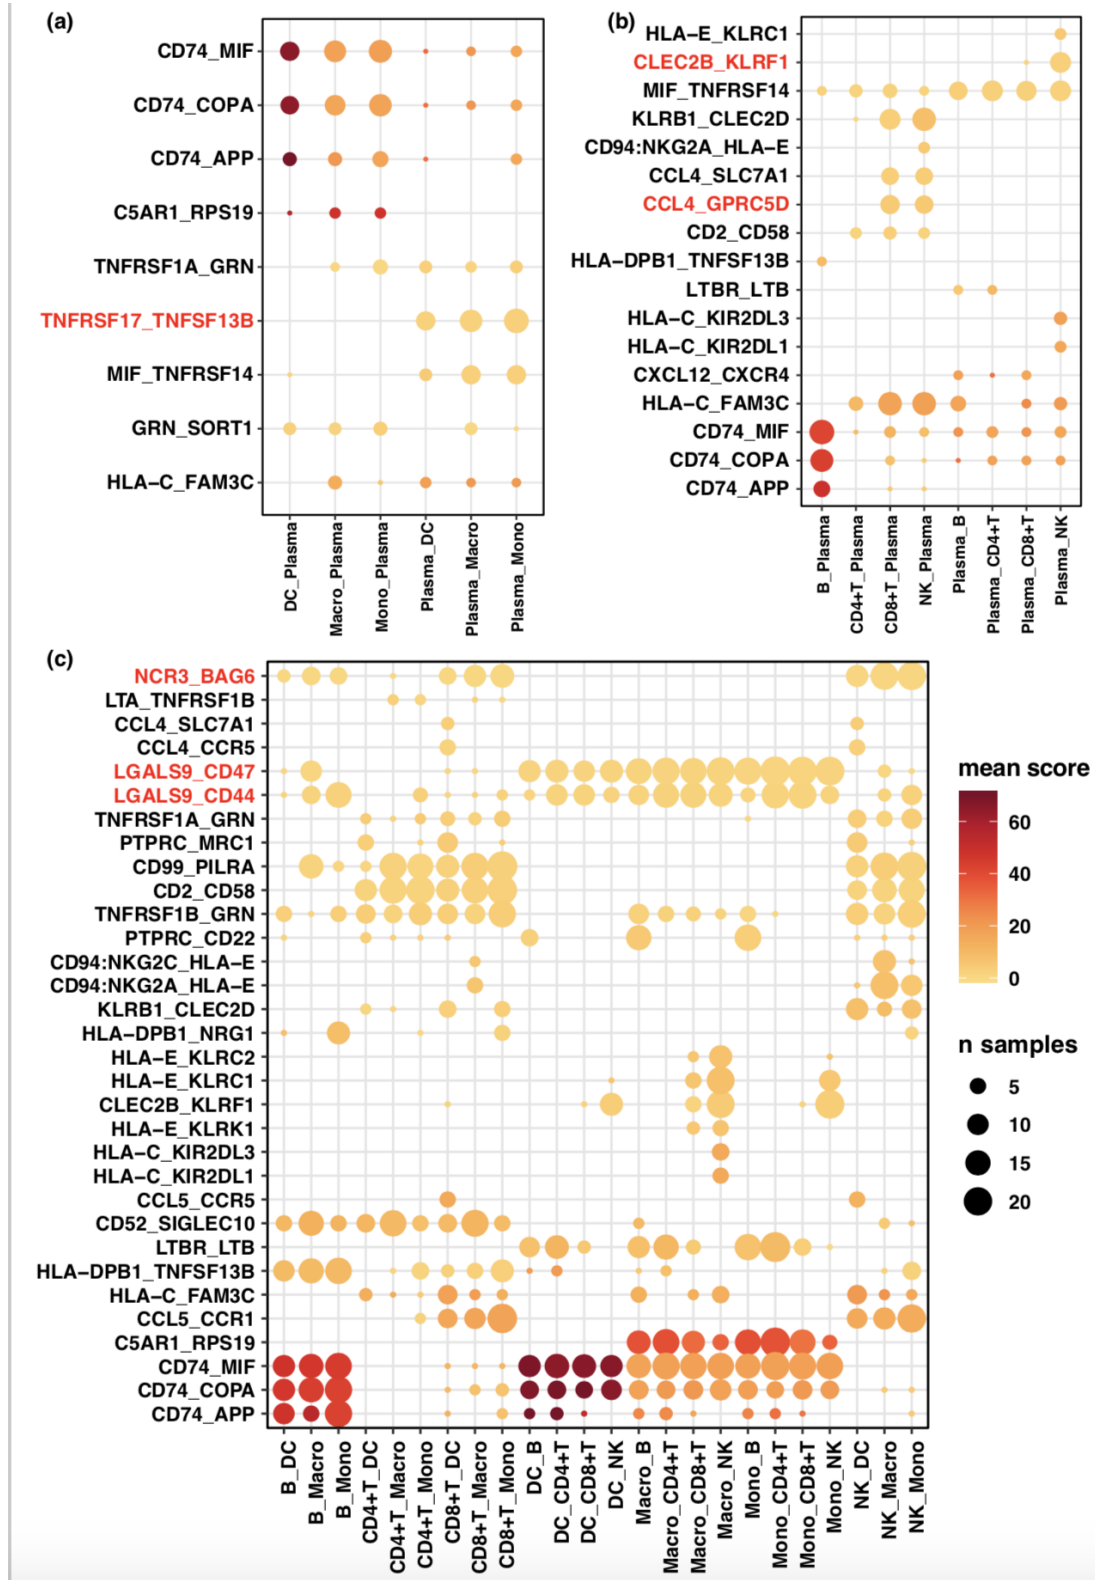 (a)
CD74_MIF
CD74_COPA
CD74_APP
C5AR1_RPS19
TNFRSF1A_GRN
TNFRSF17_TNFSF13B
MIF_TNFRSF14
GRN_SORT1
HLA−C_FAM3C
DC_Plasma
Macro_Plasma
Mono_Plasma
Plasma_DC
Plasma_Macro
Plasma_Mono
(b)
HLA−E_KLRC1
CLEC2B_KLRF1
MIF_TNFRSF14
KLRB1_CLEC2D
CD94:NKG2A_HLA−E
CCL4_SLC7A1
CCL4_GPRC5D
CD2_CD58
HLA−DPB1_TNFSF13B
LTBR_LTB
HLA−C_KIR2DL3
HLA−C_KIR2DL1
CXCL12_CXCR4
HLA−C_FAM3C
CD74_MIF
CD74_COPA
CD74_APP
B_Plasma
CD4+T_Plasma
CD8+T_Plasma
NK_Plasma
Plasma_B
Plasma_CD4+T
Plasma_CD8+T
Plasma_NK
(c)
NCR3_BAG6
LTA_TNFRSF1B
CCL4_SLC7A1
CCL4_CCR5
LGALS9_CD47
LGALS9_CD44
TNFRSF1A_GRN
PTPRC_MRC1
CD99_PILRA
CD2_CD58
TNFRSF1B_GRN
PTPRC_CD22
CD94:NKG2C_HLA−E
CD94:NKG2A_HLA−E
KLRB1_CLEC2D
HLA−DPB1_NRG1
HLA−E_KLRC2
HLA−E_KLRC1
CLEC2B_KLRF1
HLA−E_KLRK1
HLA−C_KIR2DL3
HLA−C_KIR2DL1
CCL5_CCR5
CD52_SIGLEC10
LTBR_LTB
HLA−DPB1_TNFSF13B
HLA−C_FAM3C
CCL5_CCR1
C5AR1_RPS19
CD74_MIF
CD74_COPA
CD74_APP
B_DC
B_Macro
B_Mono
CD4+T_DC
CD4+T_Macro
CD4+T_Mono
CD8+T_DC
CD8+T_Macro
CD8+T_Mono
DC_B
DC_CD4+T
DC_CD8+T
DC_NK
Macro_B
Macro_CD4+T
Macro_CD8+T
Macro_NK
Mono_B
Mono_CD4+T
Mono_CD8+T
Mono_NK
NK_DC
NK_Macro
NK_Mono
mean score
60
40
20
0
n samples
5
10
15
20